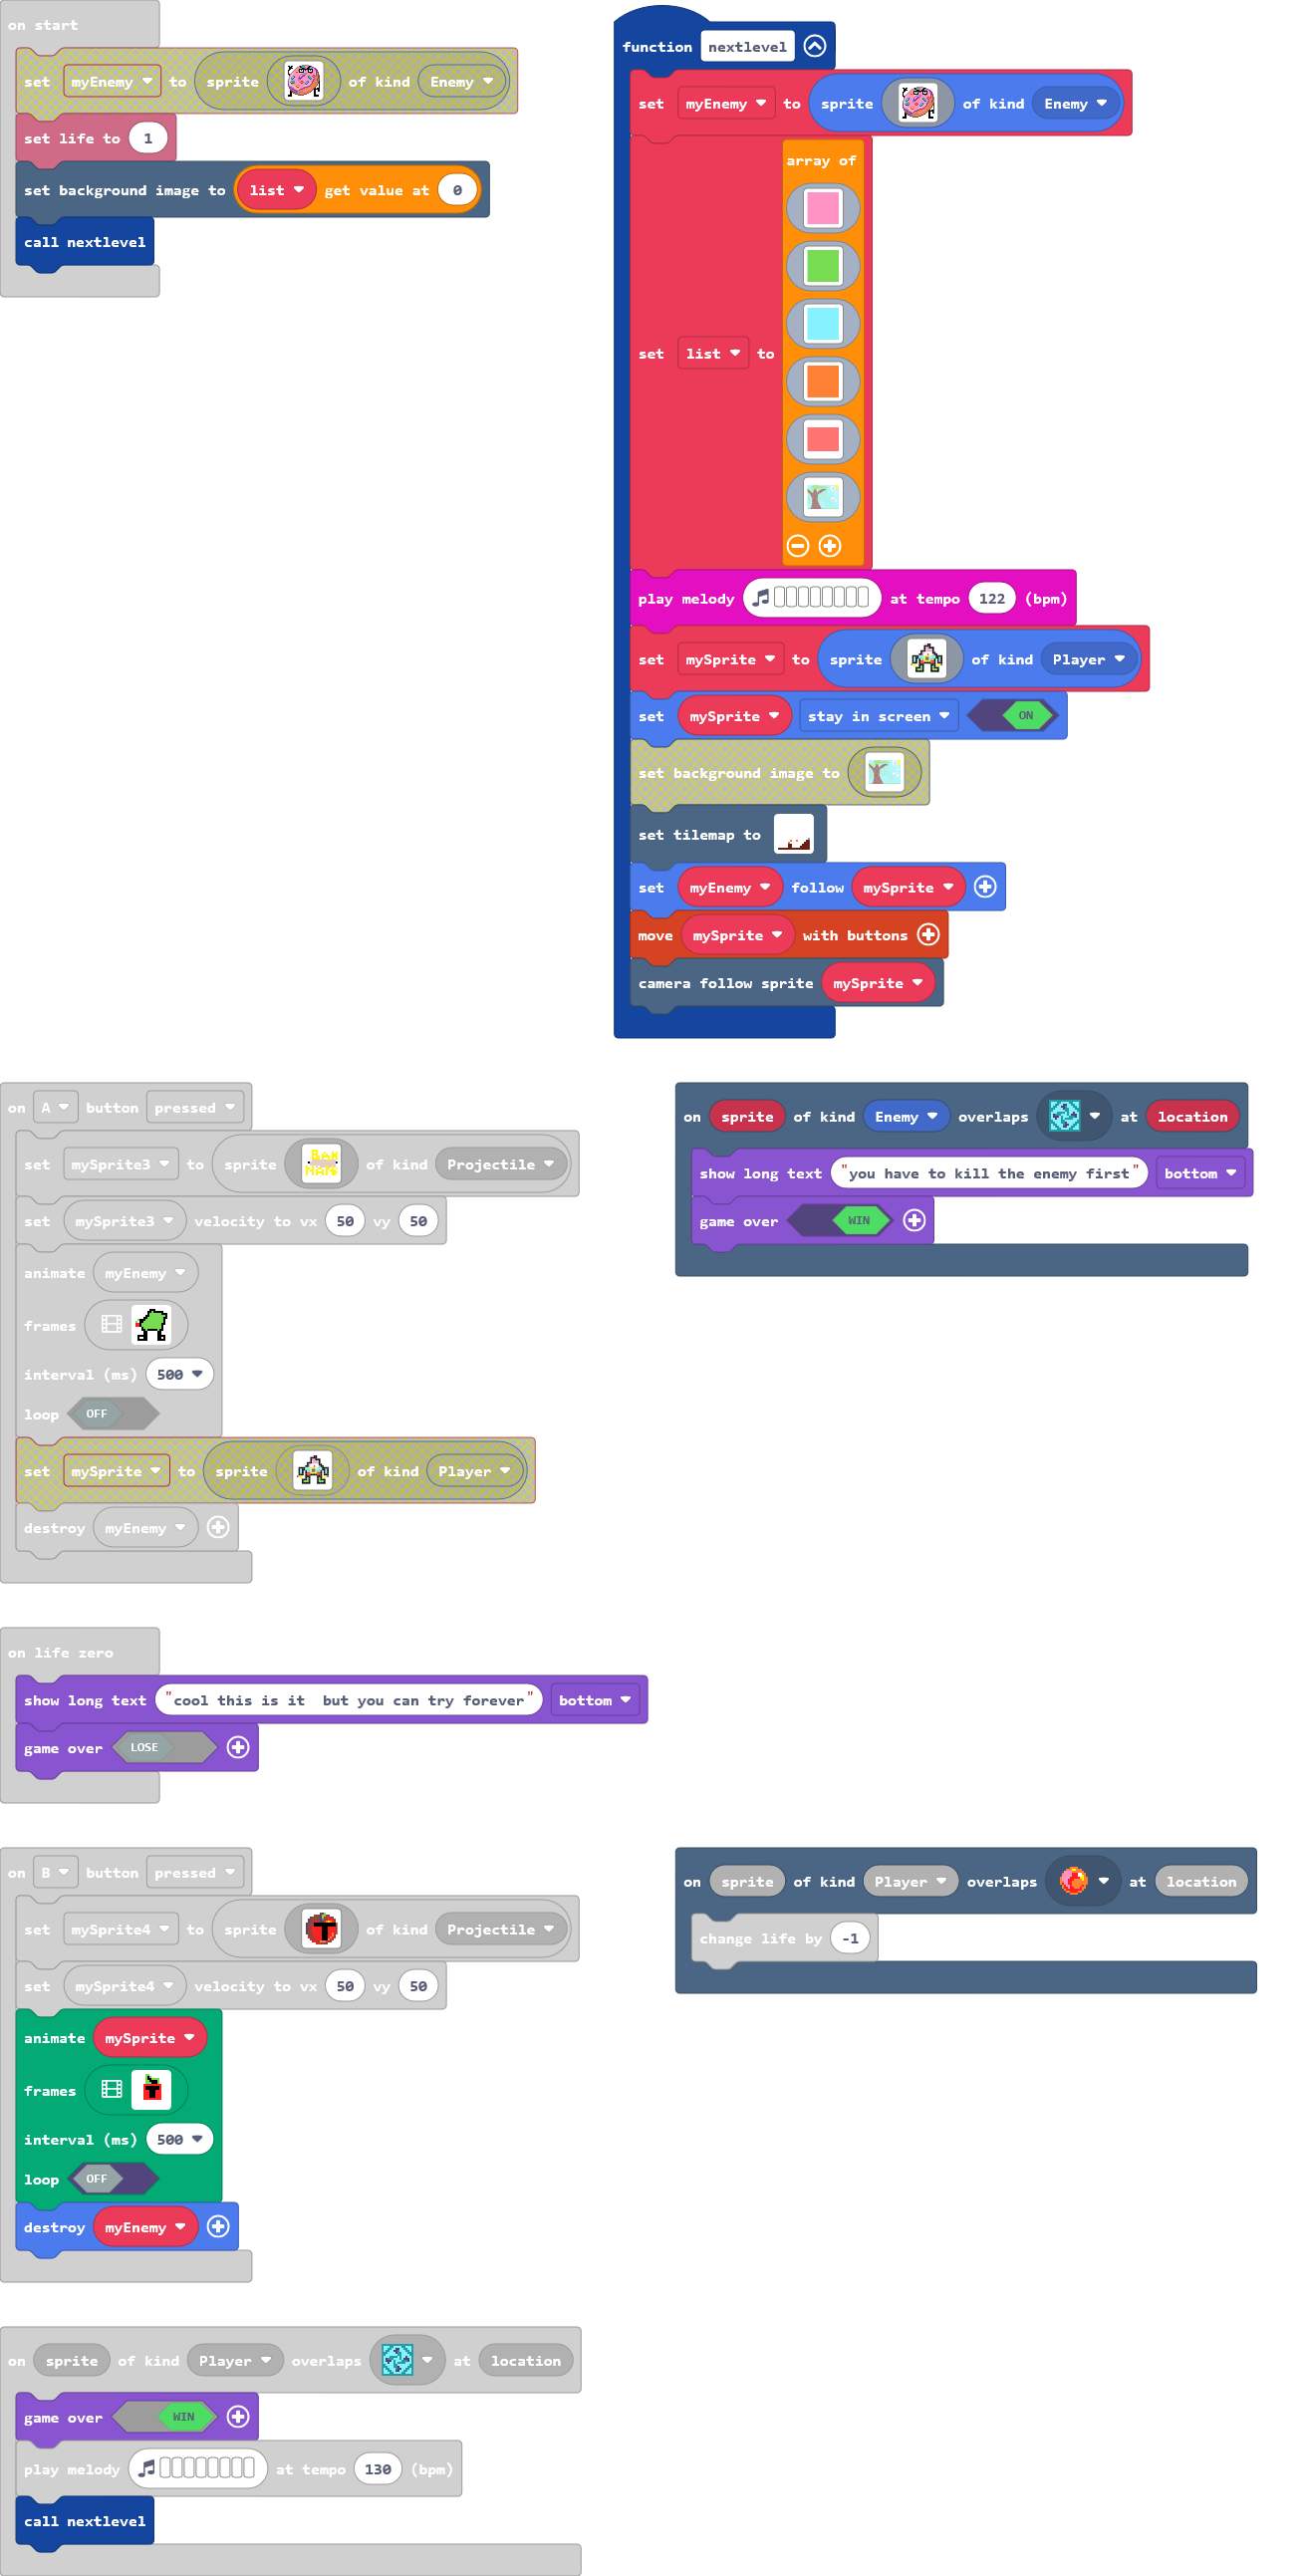 on start
set myEnemy to sprite of kind Enemy
set life to 1
set background image to list get value at 0
call nextlevel
function nextlevel
set myEnemy to sprite of kind Enemy
array of
set list to
play melody at tempo 122 (bpm)
set mySprite to sprite of kind Player
set mySprite stay in screen ON
set background image to
set tilemap to
set myEnemy follow mySprite
move mySprite with buttons
camera follow sprite mySprite
on A button pressed
set mySprite3 to sprite BAN NANE of kind Projectile
set mySprite3 velocity to vx 50 vy 50
animate myEnemy
frames
interval (ms) 500
loop OFF
set mySprite to sprite of kind Player
destroy myEnemy
on sprite of kind Enemy overlaps at location
show long text "you have to kill the enemy first" bottom
game over WIN
on life zero
show long text "cool this is it  but you can try forever" bottom
game over LOSE
on B button pressed
set mySprite4 to sprite of kind Projectile
set mySprite4 velocity to vx 50 vy 50
animate mySprite
frames
interval (ms) 500
loop OFF
destroy myEnemy
on sprite of kind Player overlaps at location
change life by -1
on sprite of kind Player overlaps at location
game over WIN
play melody at tempo 130 (bpm)
call nextlevel